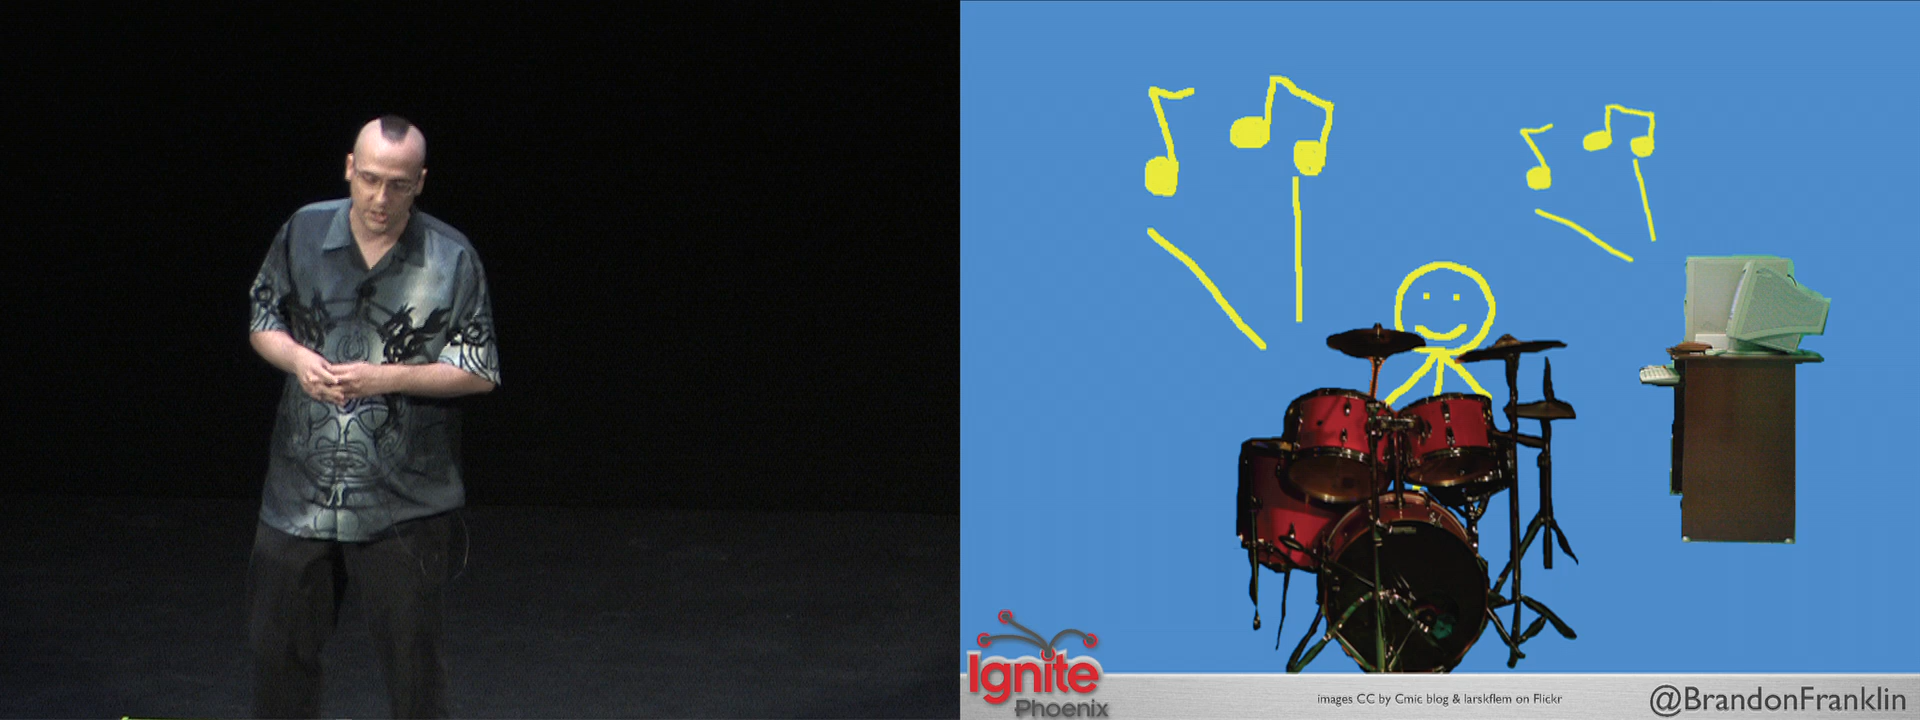 Ignite
Phoenix
images CC by Cmic blog & larskflem on Flickr
@BrandonFranklin